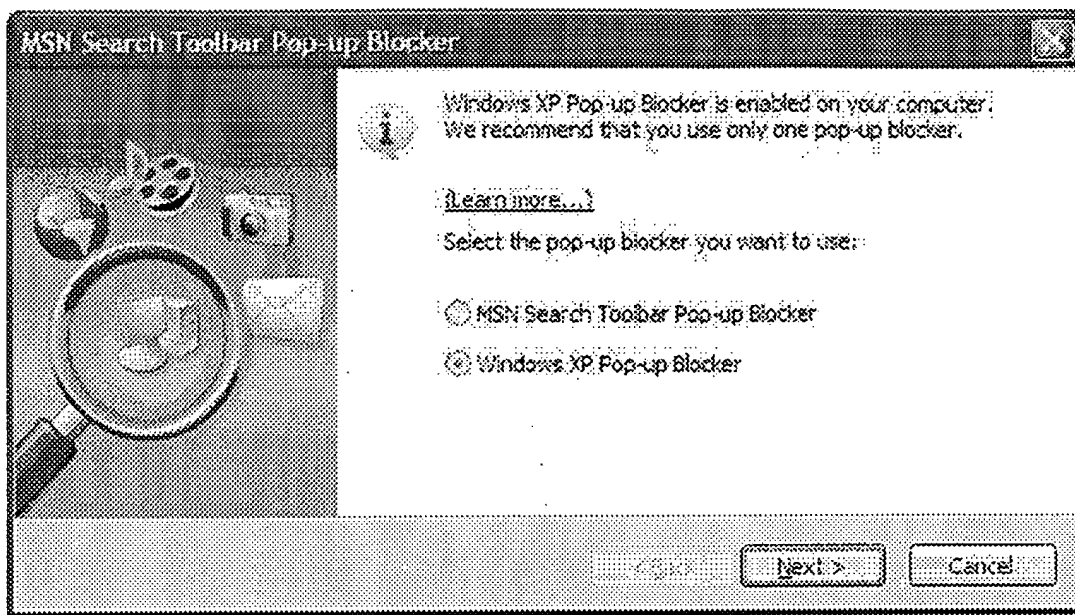 MSN Search Toolbar Pop-up Blocker
Windows XP Pop-up Blocker is enabled on your computer.
We recommend that you use only one pop-up blocker.
(Learn more...)
Select the pop-up blocker you want to use:
MSN Search Toolbar Pop-up Blocker
Windows XP Pop-up Blocker
< Back
Next >
Cancel